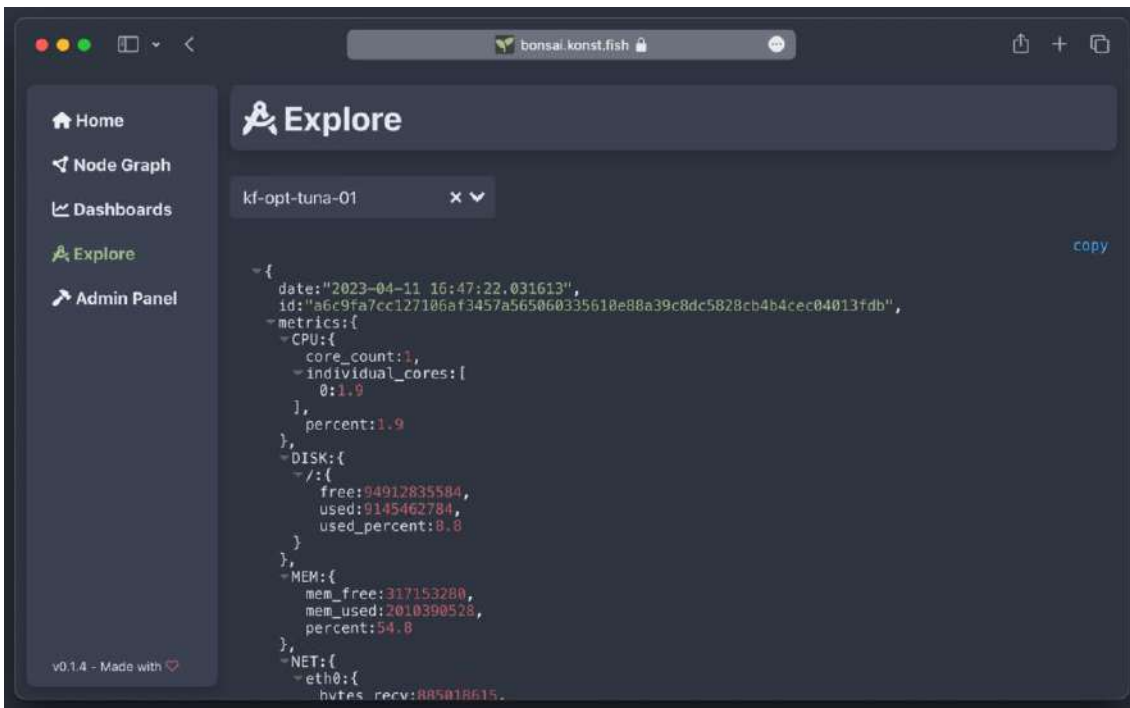 bonsai.konst.fish
Home
Node Graph
Dashboards
Explore
Admin Panel
v0.1.4 - Made with
Explore
kf-opt-tuna-01
copy
{
date:"2023-04-11 16:47:22.031613",
id:"a6c9fa7cc127106af3457a565060335610e88a39c8dc5828cb4b4cec04013fdb",
metrics:{
CPU:{
core_count:1,
individual_cores:[
0:1.9
],
percent:1.9
},
DISK:{
/:{
free:94912835584,
used:9145462784,
used_percent:8.8
}
},
MEM:{
mem_free:317153280,
mem_used:2010390528,
percent:54.8
},
NET:{
eth0:{
bytes_recv:885018615,